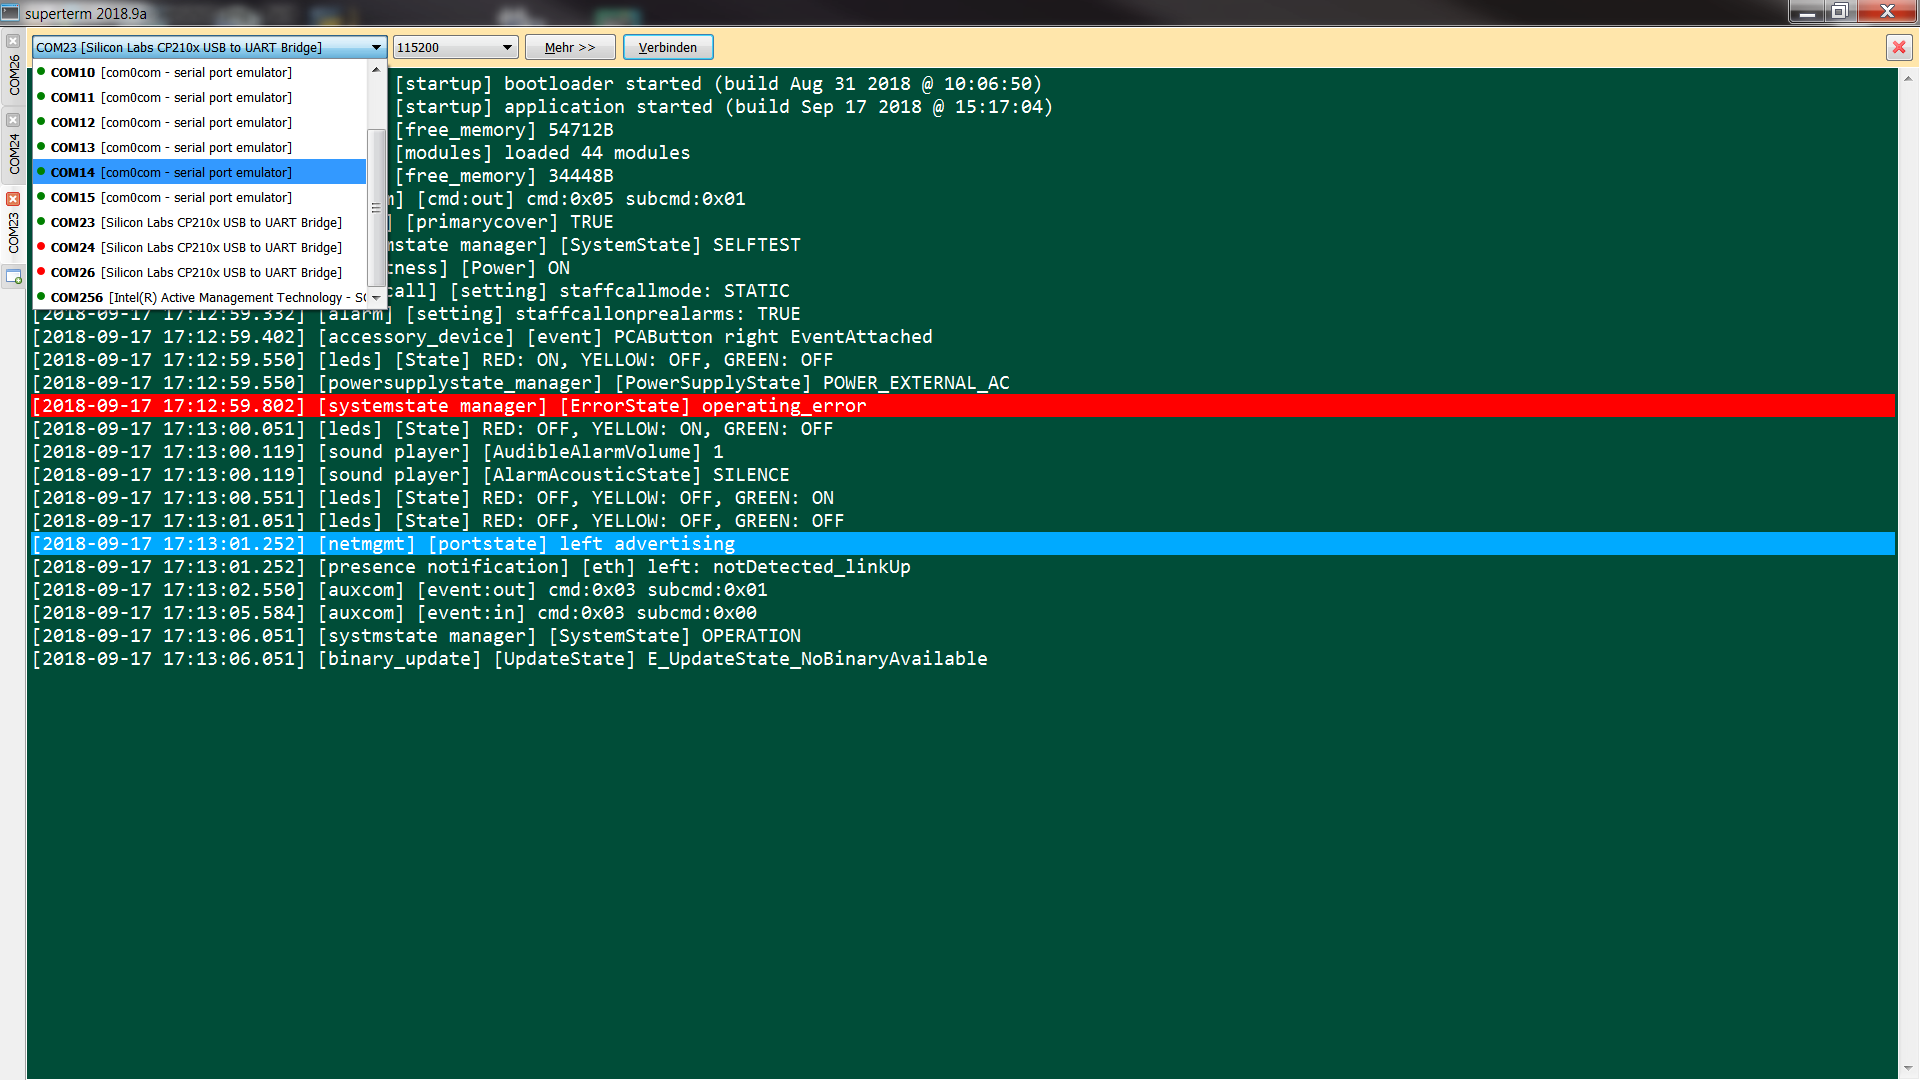 superterm 2018.9a
COM26
COM24
COM23
COM23 [Silicon Labs CP210x USB to UART Bridge]
115200
Mehr >>
Verbinden
COM10 [com0com - serial port emulator]
COM11 [com0com - serial port emulator]
COM12 [com0com - serial port emulator]
COM13 [com0com - serial port emulator]
COM14 [com0com - serial port emulator]
COM15 [com0com - serial port emulator]
COM23 [Silicon Labs CP210x USB to UART Bridge]
COM24 [Silicon Labs CP210x USB to UART Bridge]
COM26 [Silicon Labs CP210x USB to UART Bridge]
COM256 [Intel(R) Active Management Technology - SO
[startup] bootloader started (build Aug 31 2018 @ 10:06:50)
[startup] application started (build Sep 17 2018 @ 15:17:04)
[free_memory] 54712B
[modules] loaded 44 modules
[free_memory] 34448B
] [cmd:out] cmd:0x05 subcmd:0x01
] [primarycover] TRUE
mstate manager] [SystemState] SELFTEST
tness] [Power] ON
call] [setting] staffcallmode: STATIC
[2018-09-17 17:12:59.332] [alarm] [setting] staffcallonprealarms: TRUE
[2018-09-17 17:12:59.402] [accessory_device] [event] PCAButton right EventAttached
[2018-09-17 17:12:59.550] [leds] [State] RED: ON, YELLOW: OFF, GREEN: OFF
[2018-09-17 17:12:59.550] [powersupplystate_manager] [PowerSupplyState] POWER_EXTERNAL_AC
[2018-09-17 17:12:59.802] [systemstate manager] [ErrorState] operating_error
[2018-09-17 17:13:00.051] [leds] [State] RED: OFF, YELLOW: ON, GREEN: OFF
[2018-09-17 17:13:00.119] [sound player] [AudibleAlarmVolume] 1
[2018-09-17 17:13:00.119] [sound player] [AlarmAcousticState] SILENCE
[2018-09-17 17:13:00.551] [leds] [State] RED: OFF, YELLOW: OFF, GREEN: ON
[2018-09-17 17:13:01.051] [leds] [State] RED: OFF, YELLOW: OFF, GREEN: OFF
[2018-09-17 17:13:01.252] [netmgmt] [portstate] left advertising
[2018-09-17 17:13:01.252] [presence notification] [eth] left: notDetected_linkUp
[2018-09-17 17:13:02.550] [auxcom] [event:out] cmd:0x03 subcmd:0x01
[2018-09-17 17:13:05.584] [auxcom] [event:in] cmd:0x03 subcmd:0x00
[2018-09-17 17:13:06.051] [systmstate manager] [SystemState] OPERATION
[2018-09-17 17:13:06.051] [binary_update] [UpdateState] E_UpdateState_NoBinaryAvailable